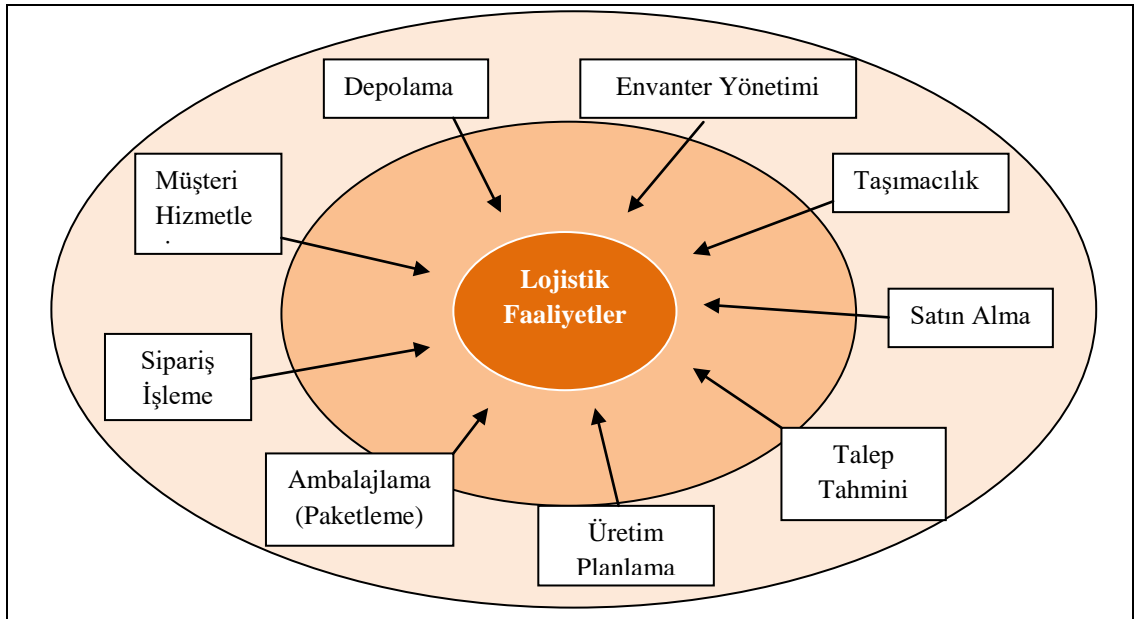 Depolama
Envanter Yönetimi
Müşteri
Hizmetle
Taşımacılık
Lojistik
Faaliyetler
Satın Alma
Sipariş
İşleme
Talep
Tahmini
Ambalajlama
(Paketleme)
Üretim
Planlama